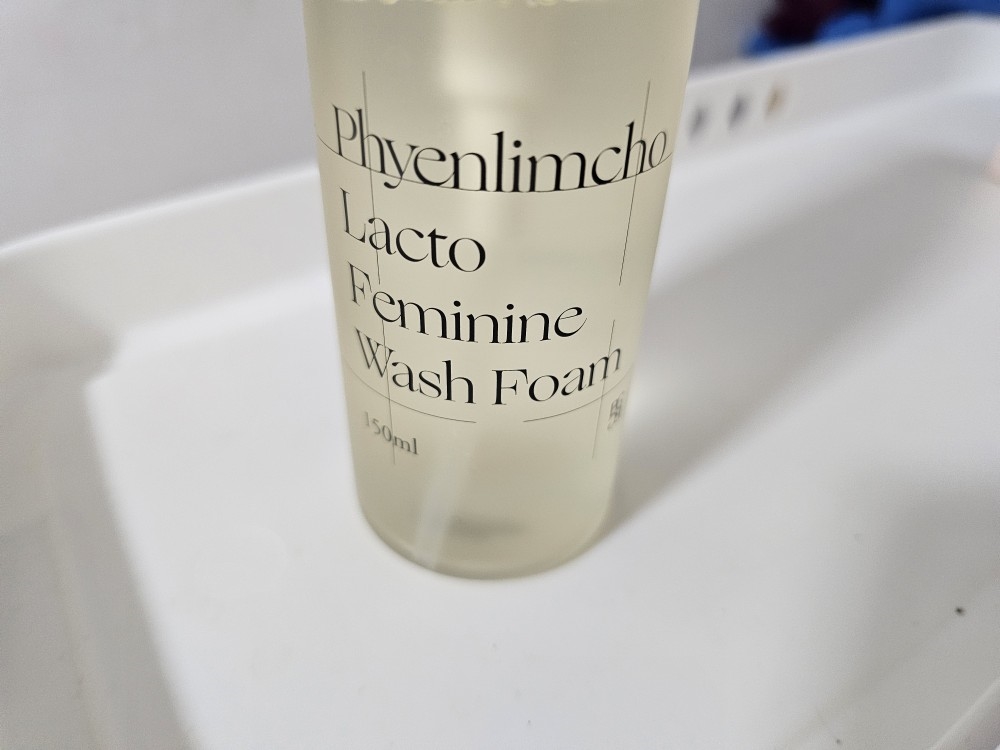 Phyenlimcho
Lacto
Feminine
Wash Foam
150ml